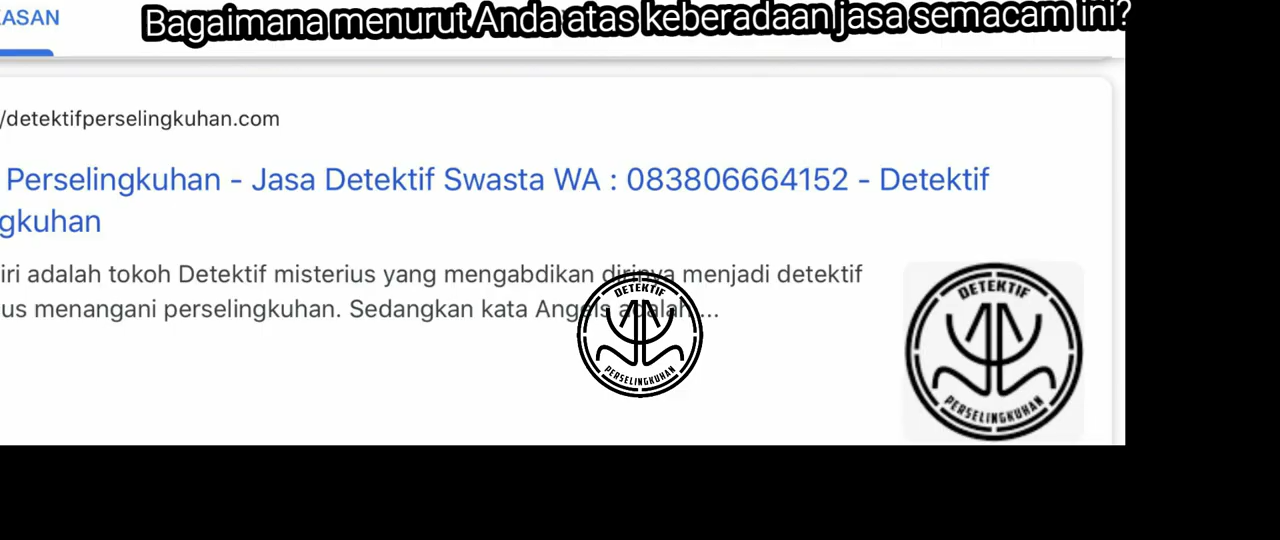 KASAN
Bagaimana menurut Anda atas keberadaan jasa semacam ini?
/detektifperselingkuhan.com
Perselingkuhan - Jasa Detektif Swasta WA : 083806664152 - Detektif
gkuhan
iri adalah tokoh Detektif misterius yang mengabdikan dirinya menjadi detektif
us menangani perselingkuhan. Sedangkan kata Angels adalah ...
DETEKTIF
PERSELINGKUHAN
DETEKTIF
PERSELINGKUHAN